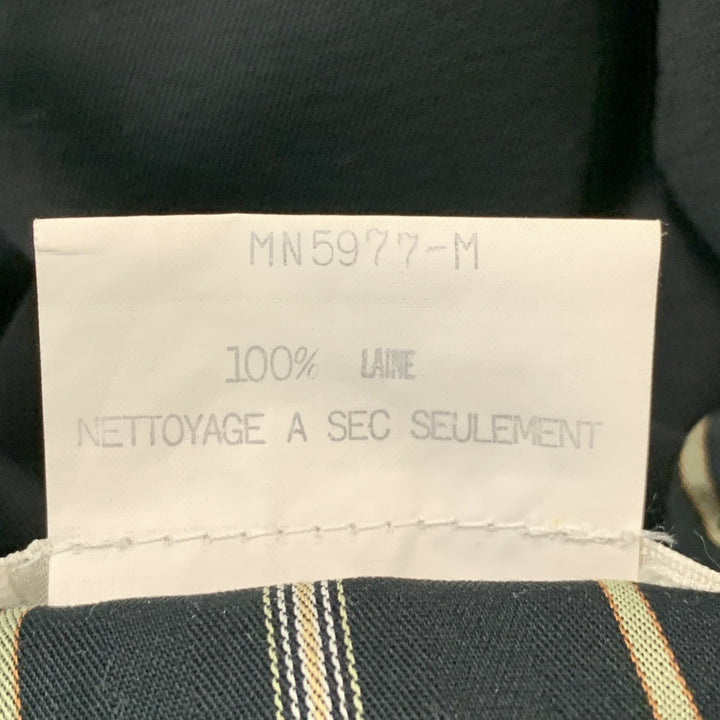 MN5977-M
100% LAINE
NETTOYAGE A SEC SEULEMENT